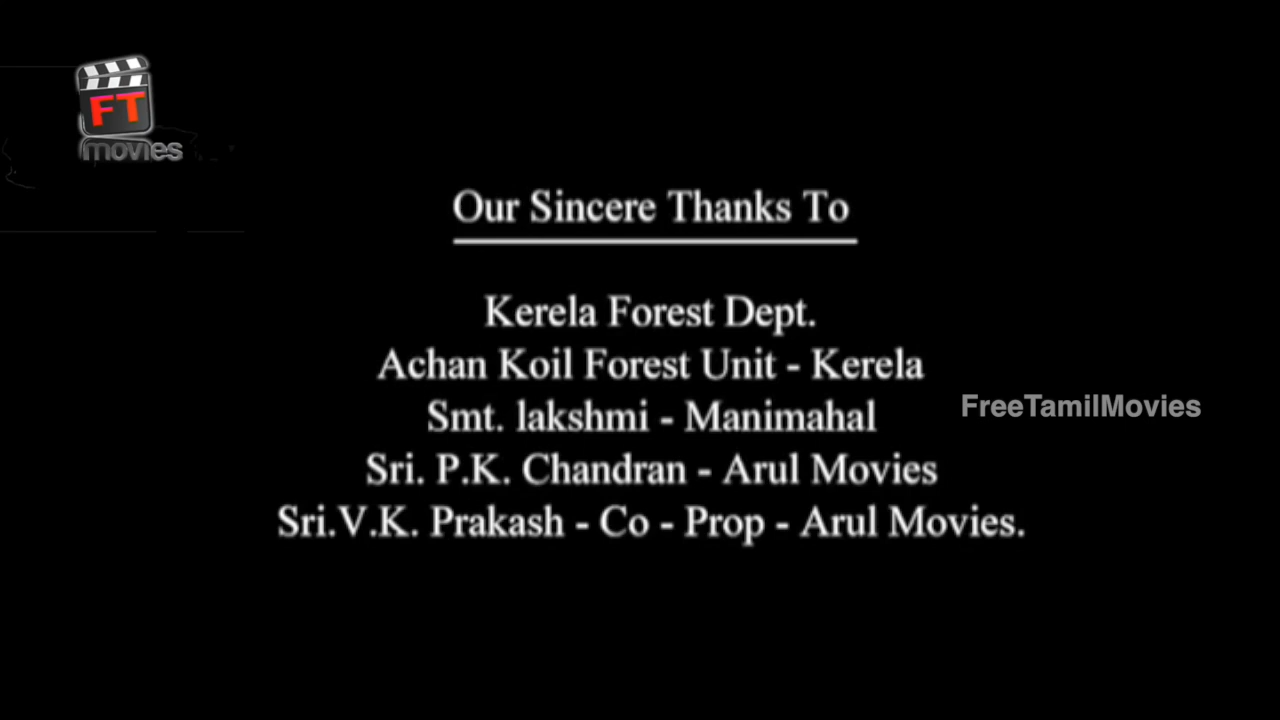 FT
movies
Our Sincere Thanks To
Kerela Forest Dept.
Achan Koil Forest Unit - Kerela
Smt. lakshmi - Manimahal
FreeTamilMovies
Sri. P.K. Chandran - Arul Movies
Sri.V.K. Prakash - Co - Prop - Arul Movies.